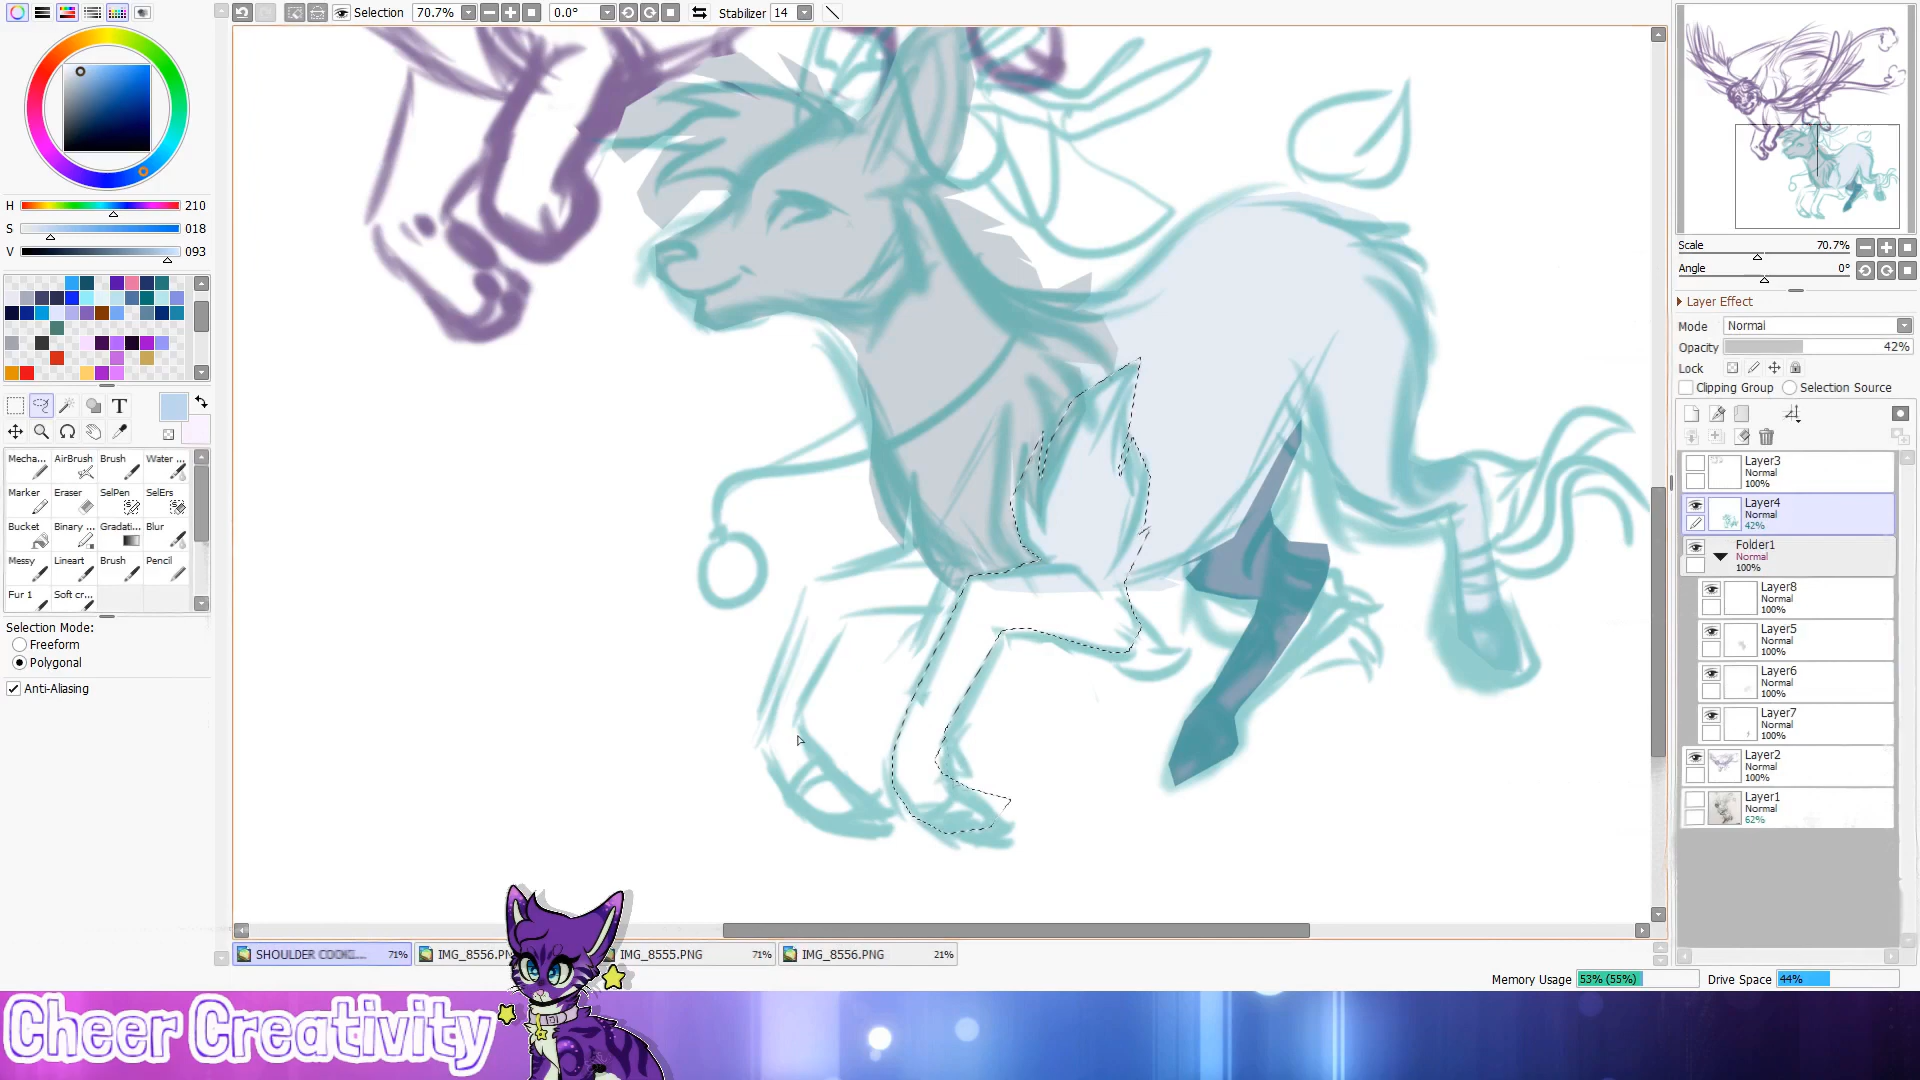 Selection 70.7% 0.0° Stabilizer 14
H 210
S 018
V 093
T
Mecha... AirBrush Brush Water ...
Marker Eraser SelPen SelErs
Bucket Binary ... Gradati... Blur
Messy Lineart Brush Pencil
Fur 1 Soft cr...
Selection Mode:
Freeform
Polygonal
Anti-Aliasing
Scale 70.7%
Angle 0°
Layer Effect
Mode Normal
Opacity 42%
Lock
Clipping Group Selection Source
Layer3
Normal
100%
Layer4
Normal
42%
Folder1
Normal
100%
Layer8
Normal
100%
Layer5
Normal
100%
Layer6
Normal
100%
Layer7
Normal
100%
Layer2
Normal
100%
Layer1
Normal
62%
SHOULDER 71% IMG_8556.PN IMG_8555.PNG 71% IMG_8556.PNG 21%
Memory Usage 53% (55%) Drive Space 44%
Cheer Creativity